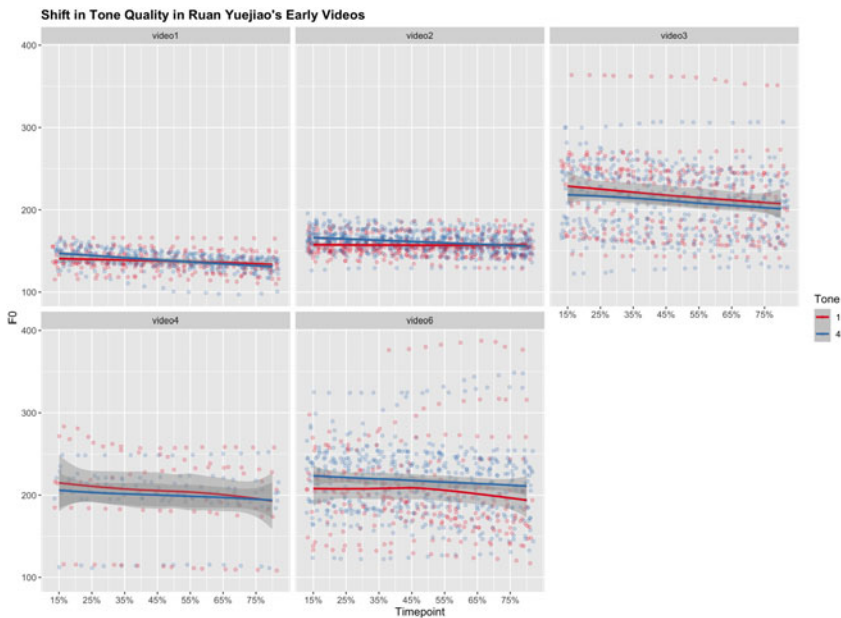 Shift in Tone Quality in Ruan Yuejiao's Early Videos
video1
video2
video3
400
300
200
100
15% 25% 35% 45% 55% 65% 75%
F0
Tone
1
4
video4
video6
400
300
200
100
15% 25% 35% 45% 55% 65% 75%
15% 25% 35% 45% 55% 65% 75%
Timepoint